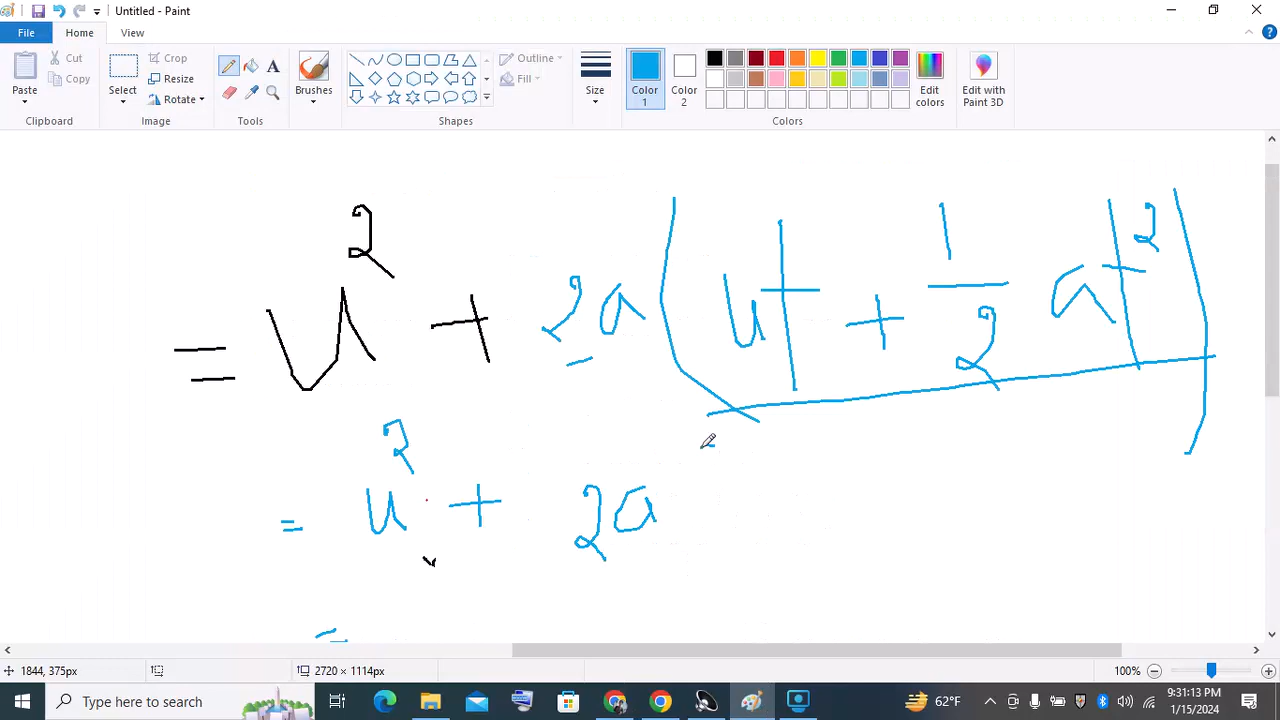 Untitled - Paint
File Home View
Paste Cut Copy
Clipboard
Select Crop Resize Rotate
Image
Tools
Brushes
Outline Fill
Shapes
Size
Color 1 Color 2 Edit colors Edit with Paint 3D
Colors
= u² + 2a(ut + 1/2 at²)
= u² + 2a
=
1844, 375px 2720 × 1114px 100%
Type here to search 62°F 9:31:13 PM
1/15/2024